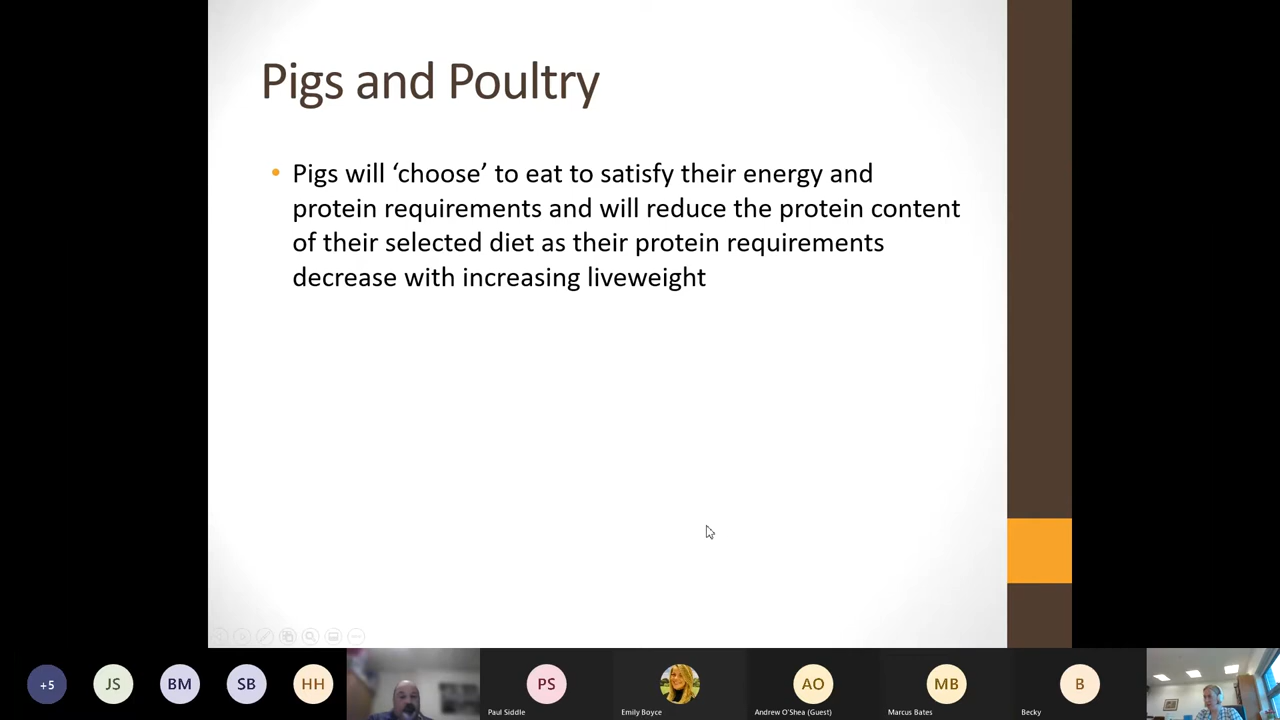 Pigs and Poultry
• Pigs will ‘choose’ to eat to satisfy their energy and
protein requirements and will reduce the protein content
of their selected diet as their protein requirements
decrease with increasing liveweight
+5
JS
BM
SB
HH
PS
AO
MB
B
Paul Siddle
Emily Boyce
Andrew O'Shea (Guest)
Marcus Bates
Becky